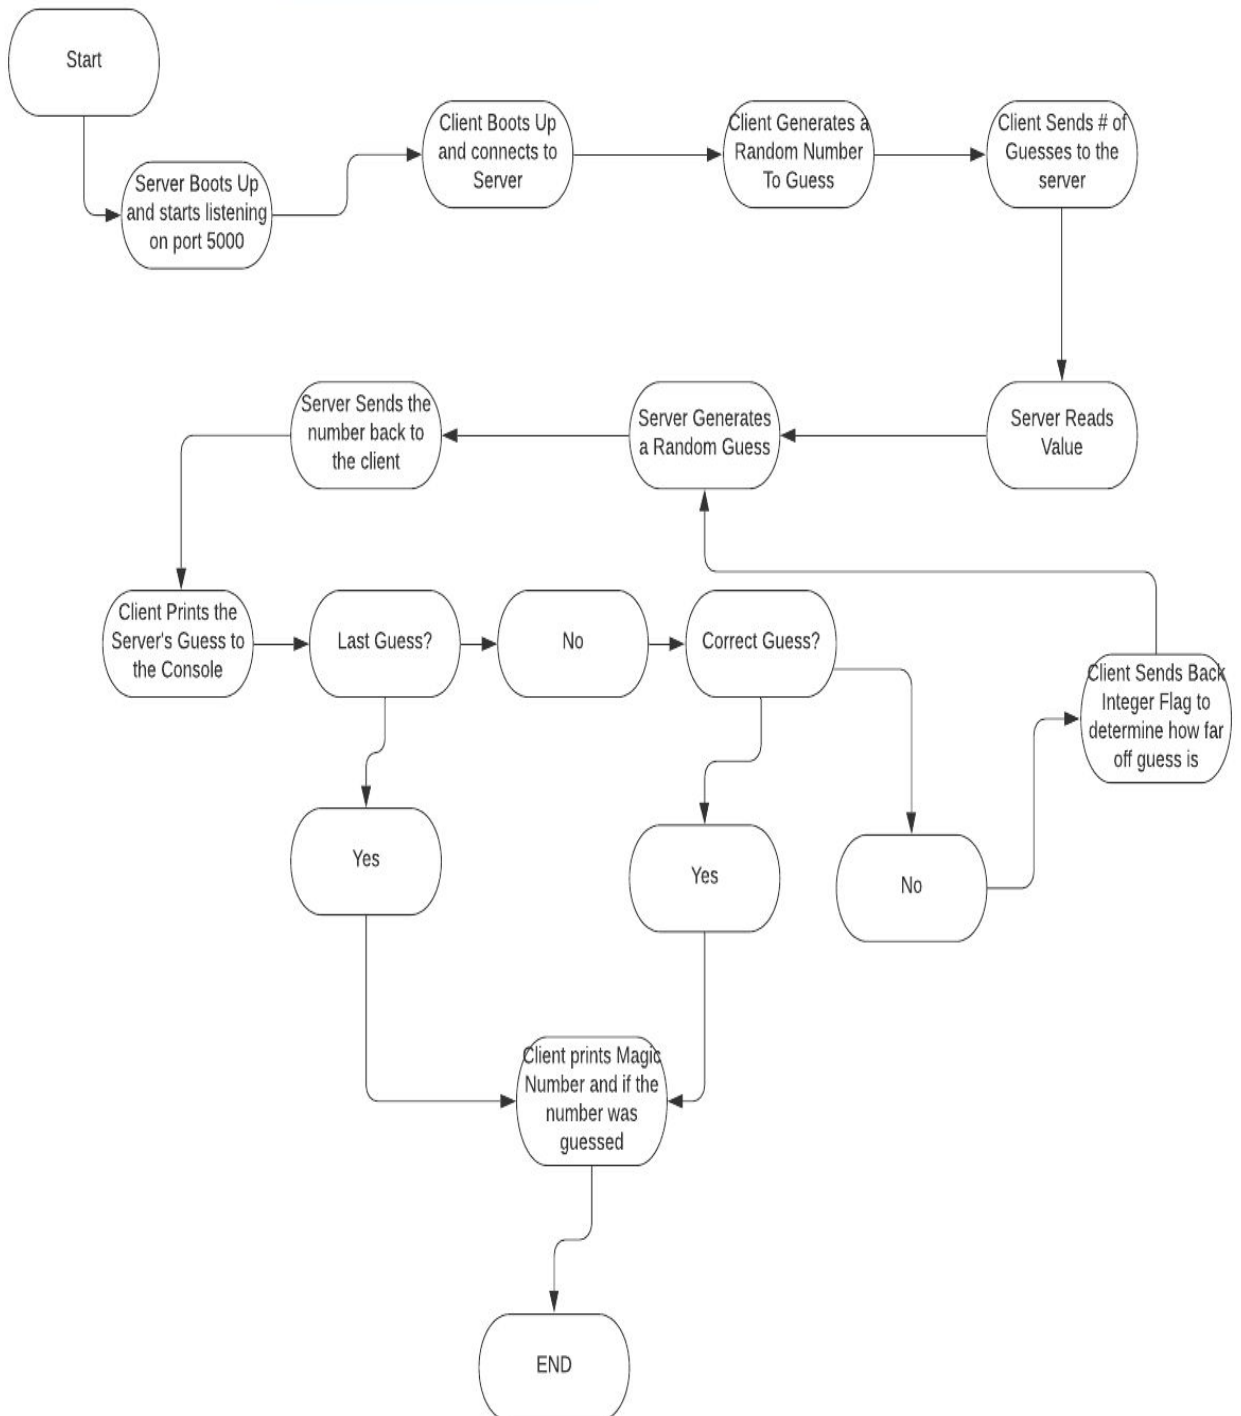 Start
Server Boots Up
and starts listening
on port 5000
Client Boots Up
and connects to
Server
Client Generates a
Random Number
To Guess
Client Sends # of
Guesses to the
server
Server Reads
Value
Server Generates
a Random Guess
Server Sends the
number back to
the client
Client Prints the
Server's Guess to
the Console
Last Guess?
No
Correct Guess?
Client Sends Back
Integer Flag to
determine how far
off guess is
Yes
Yes
No
Client prints Magic
Number and if the
number was
guessed
END